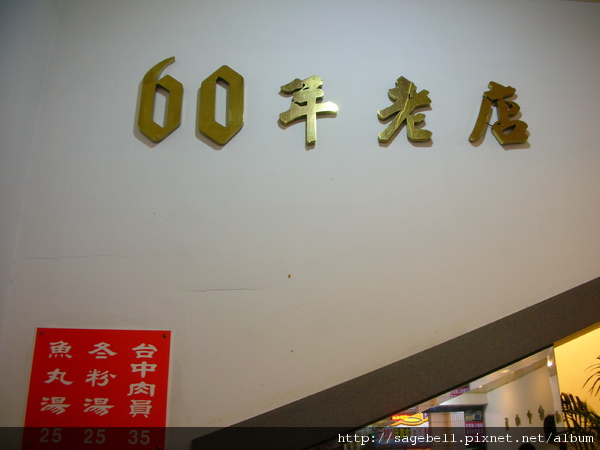 60年老店
台中肉員 35
冬粉湯 25
魚丸湯 25
http://sagebell.pixnet.net/album